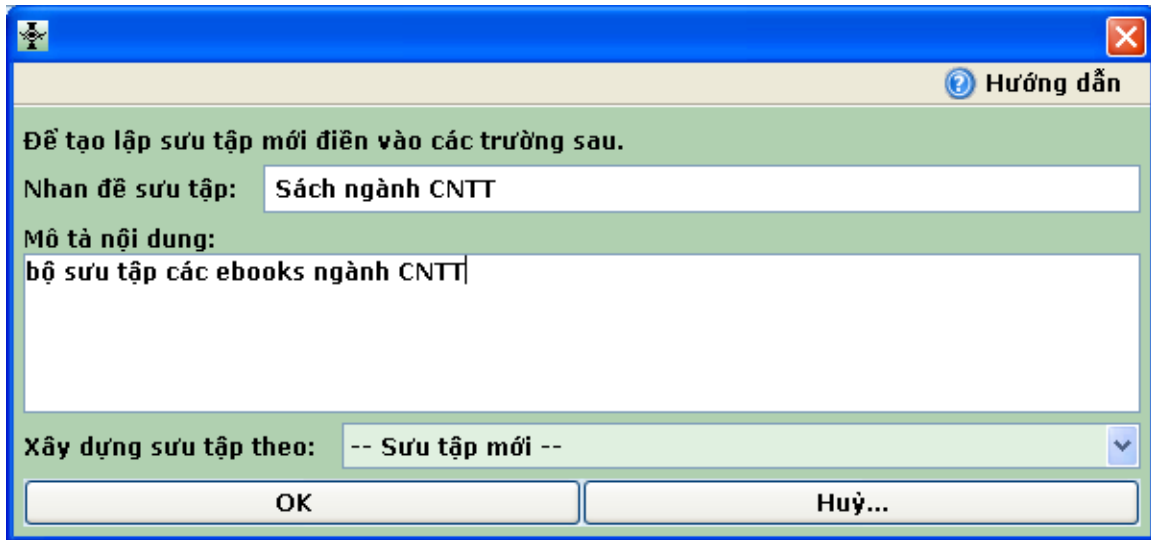 Hướng dẫn
Để tạo lập sưu tập mới điền vào các trường sau.
Nhan đề sưu tập: Sách ngành CNTT
Mô tả nội dung:
bộ sưu tập các ebooks ngành CNTT
Xây dựng sưu tập theo: -- Sưu tập mới --
OK Huỷ...